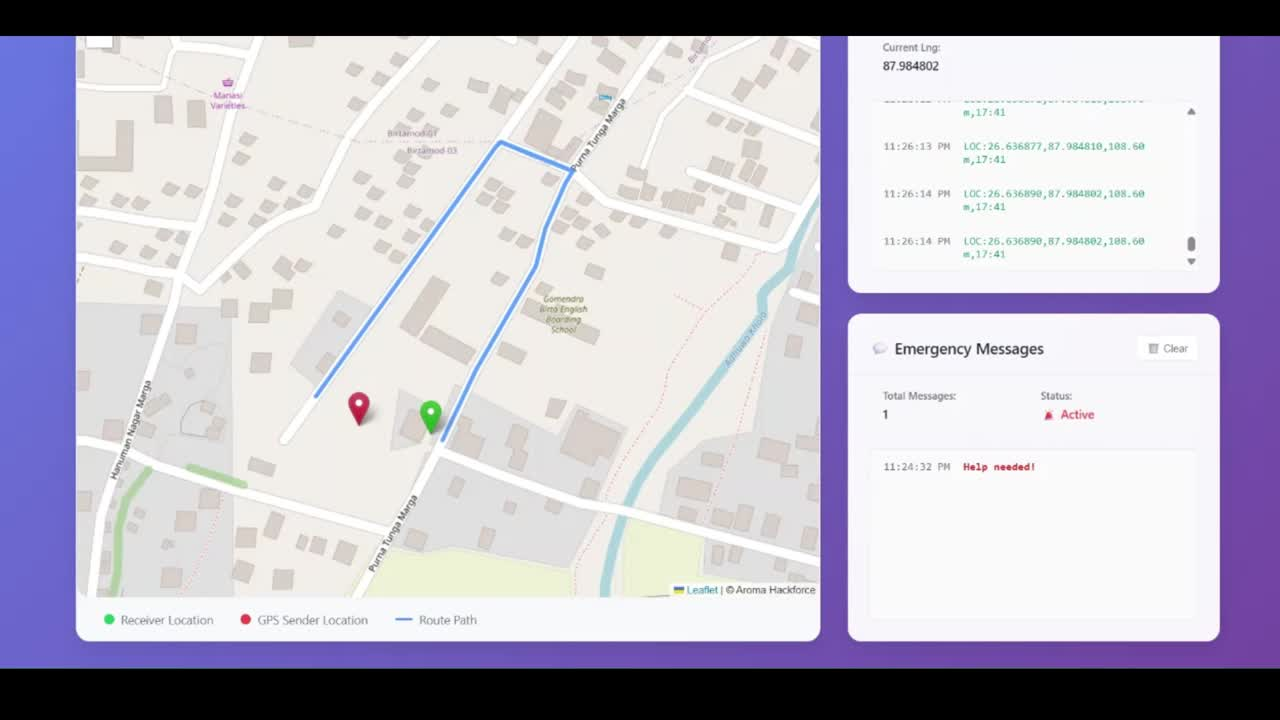 Manasi
Varieties
Birtamod-01
Birtamod-03
Purna Tunga Marga
Gomendra
Birta English
Boarding
School
Hanuman Nagar Marga
Purna Tunga Marga
Leaflet | © Aroma Hackforce
Receiver Location
GPS Sender Location
Route Path
Current Lng:
87.984802
m,17:41
11:26:13 PM LOC:26.636877,87.984810,108.60
m,17:41
11:26:14 PM LOC:26.636890,87.984802,108.60
m,17:41
11:26:14 PM LOC:26.636890,87.984802,108.60
m,17:41
Emergency Messages
Clear
Total Messages:
1
Status:
Active
11:24:32 PM Help needed!